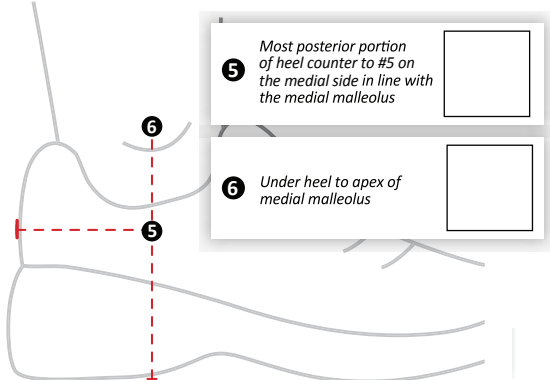 5 Most posterior portion
of heel counter to #5 on
the medial side in line with
the medial malleolus
6
6 Under heel to apex of
medial malleolus
5